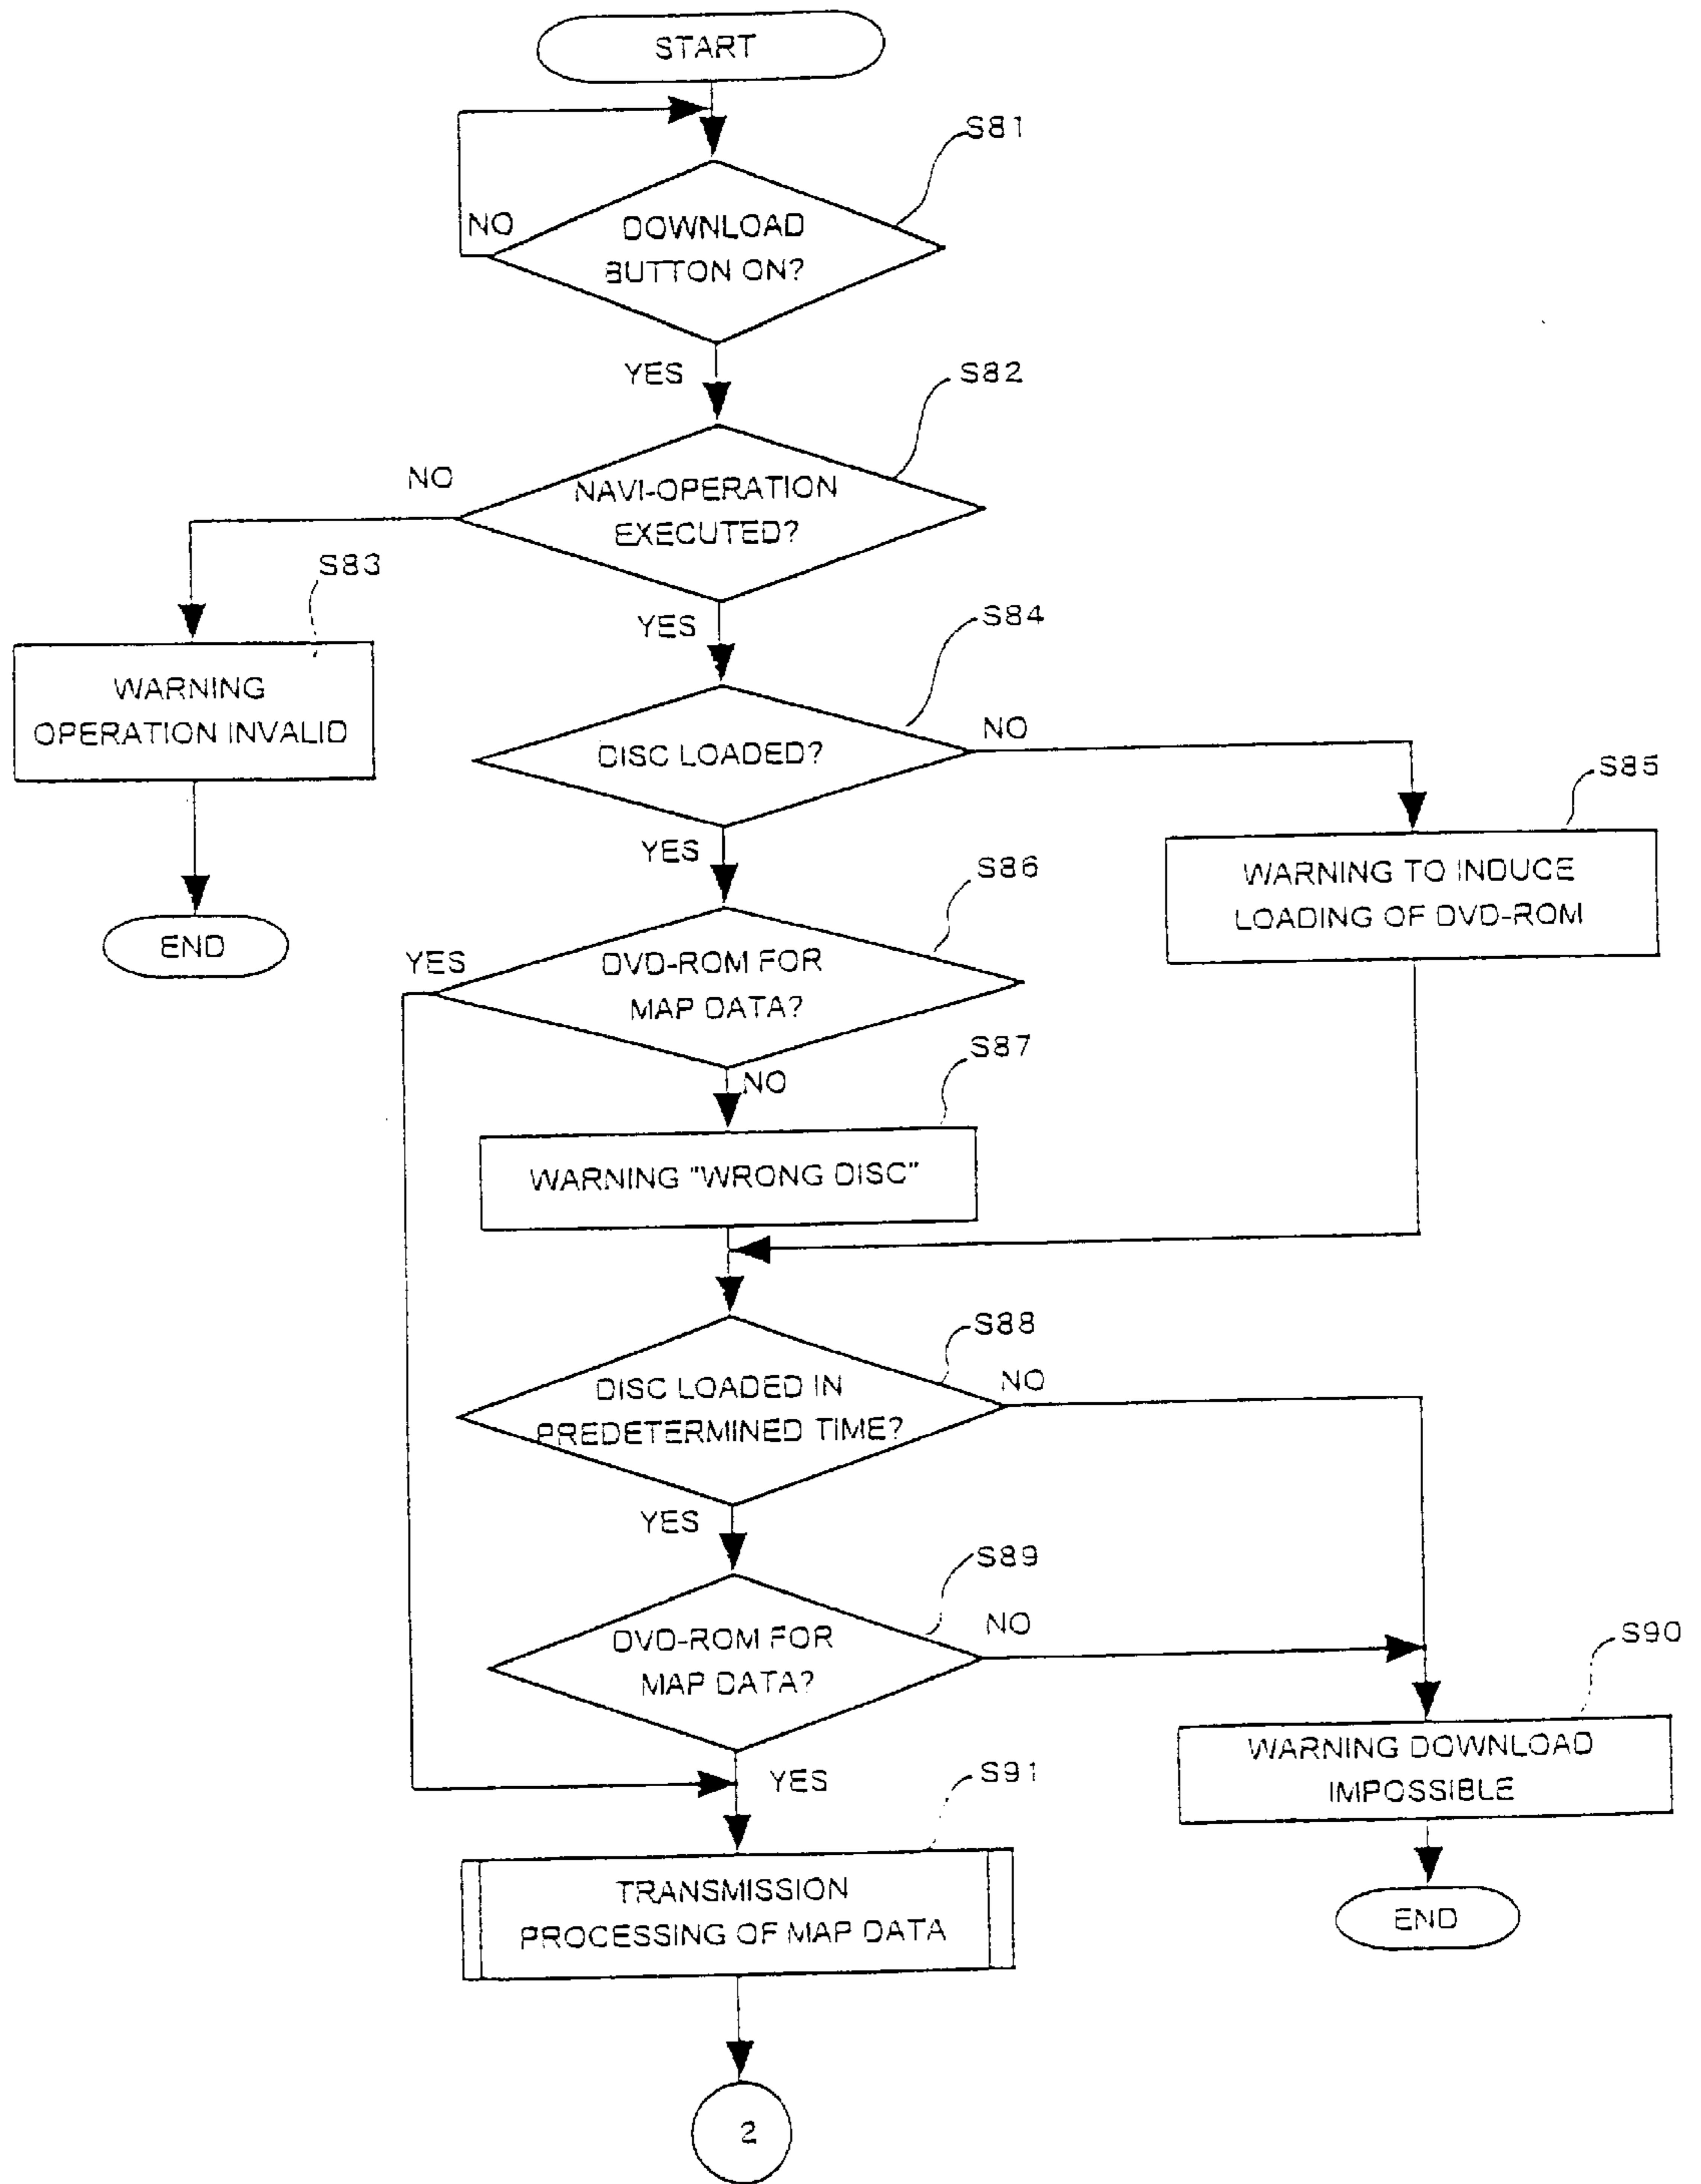 START
S81
NO
DOWNLOAD
BUTTON ON?
YES
S82
NO
NAVI-OPERATION
EXECUTED?
S83
YES
S84
WARNING
OPERATION INVALID
DISC LOADED?
NO
S85
YES
S86
WARNING TO INDUCE
LOADING OF DVD-ROM
END
YES
DVD-ROM FOR
MAP DATA?
S87
NO
WARNING "WRONG DISC"
S88
DISC LOADED IN
PREDETERMINED TIME?
NO
YES
S89
DVD-ROM FOR
MAP DATA?
NO
S90
YES
S91
WARNING DOWNLOAD
IMPOSSIBLE
TRANSMISSION
PROCESSING OF MAP DATA
END
2